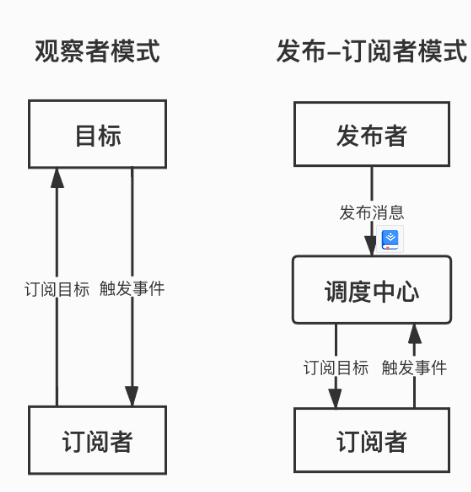 观察者模式
发布-订阅者模式
目标
发布者
发布消息
订阅目标
触发事件
调度中心
订阅目标
触发事件
订阅者
订阅者